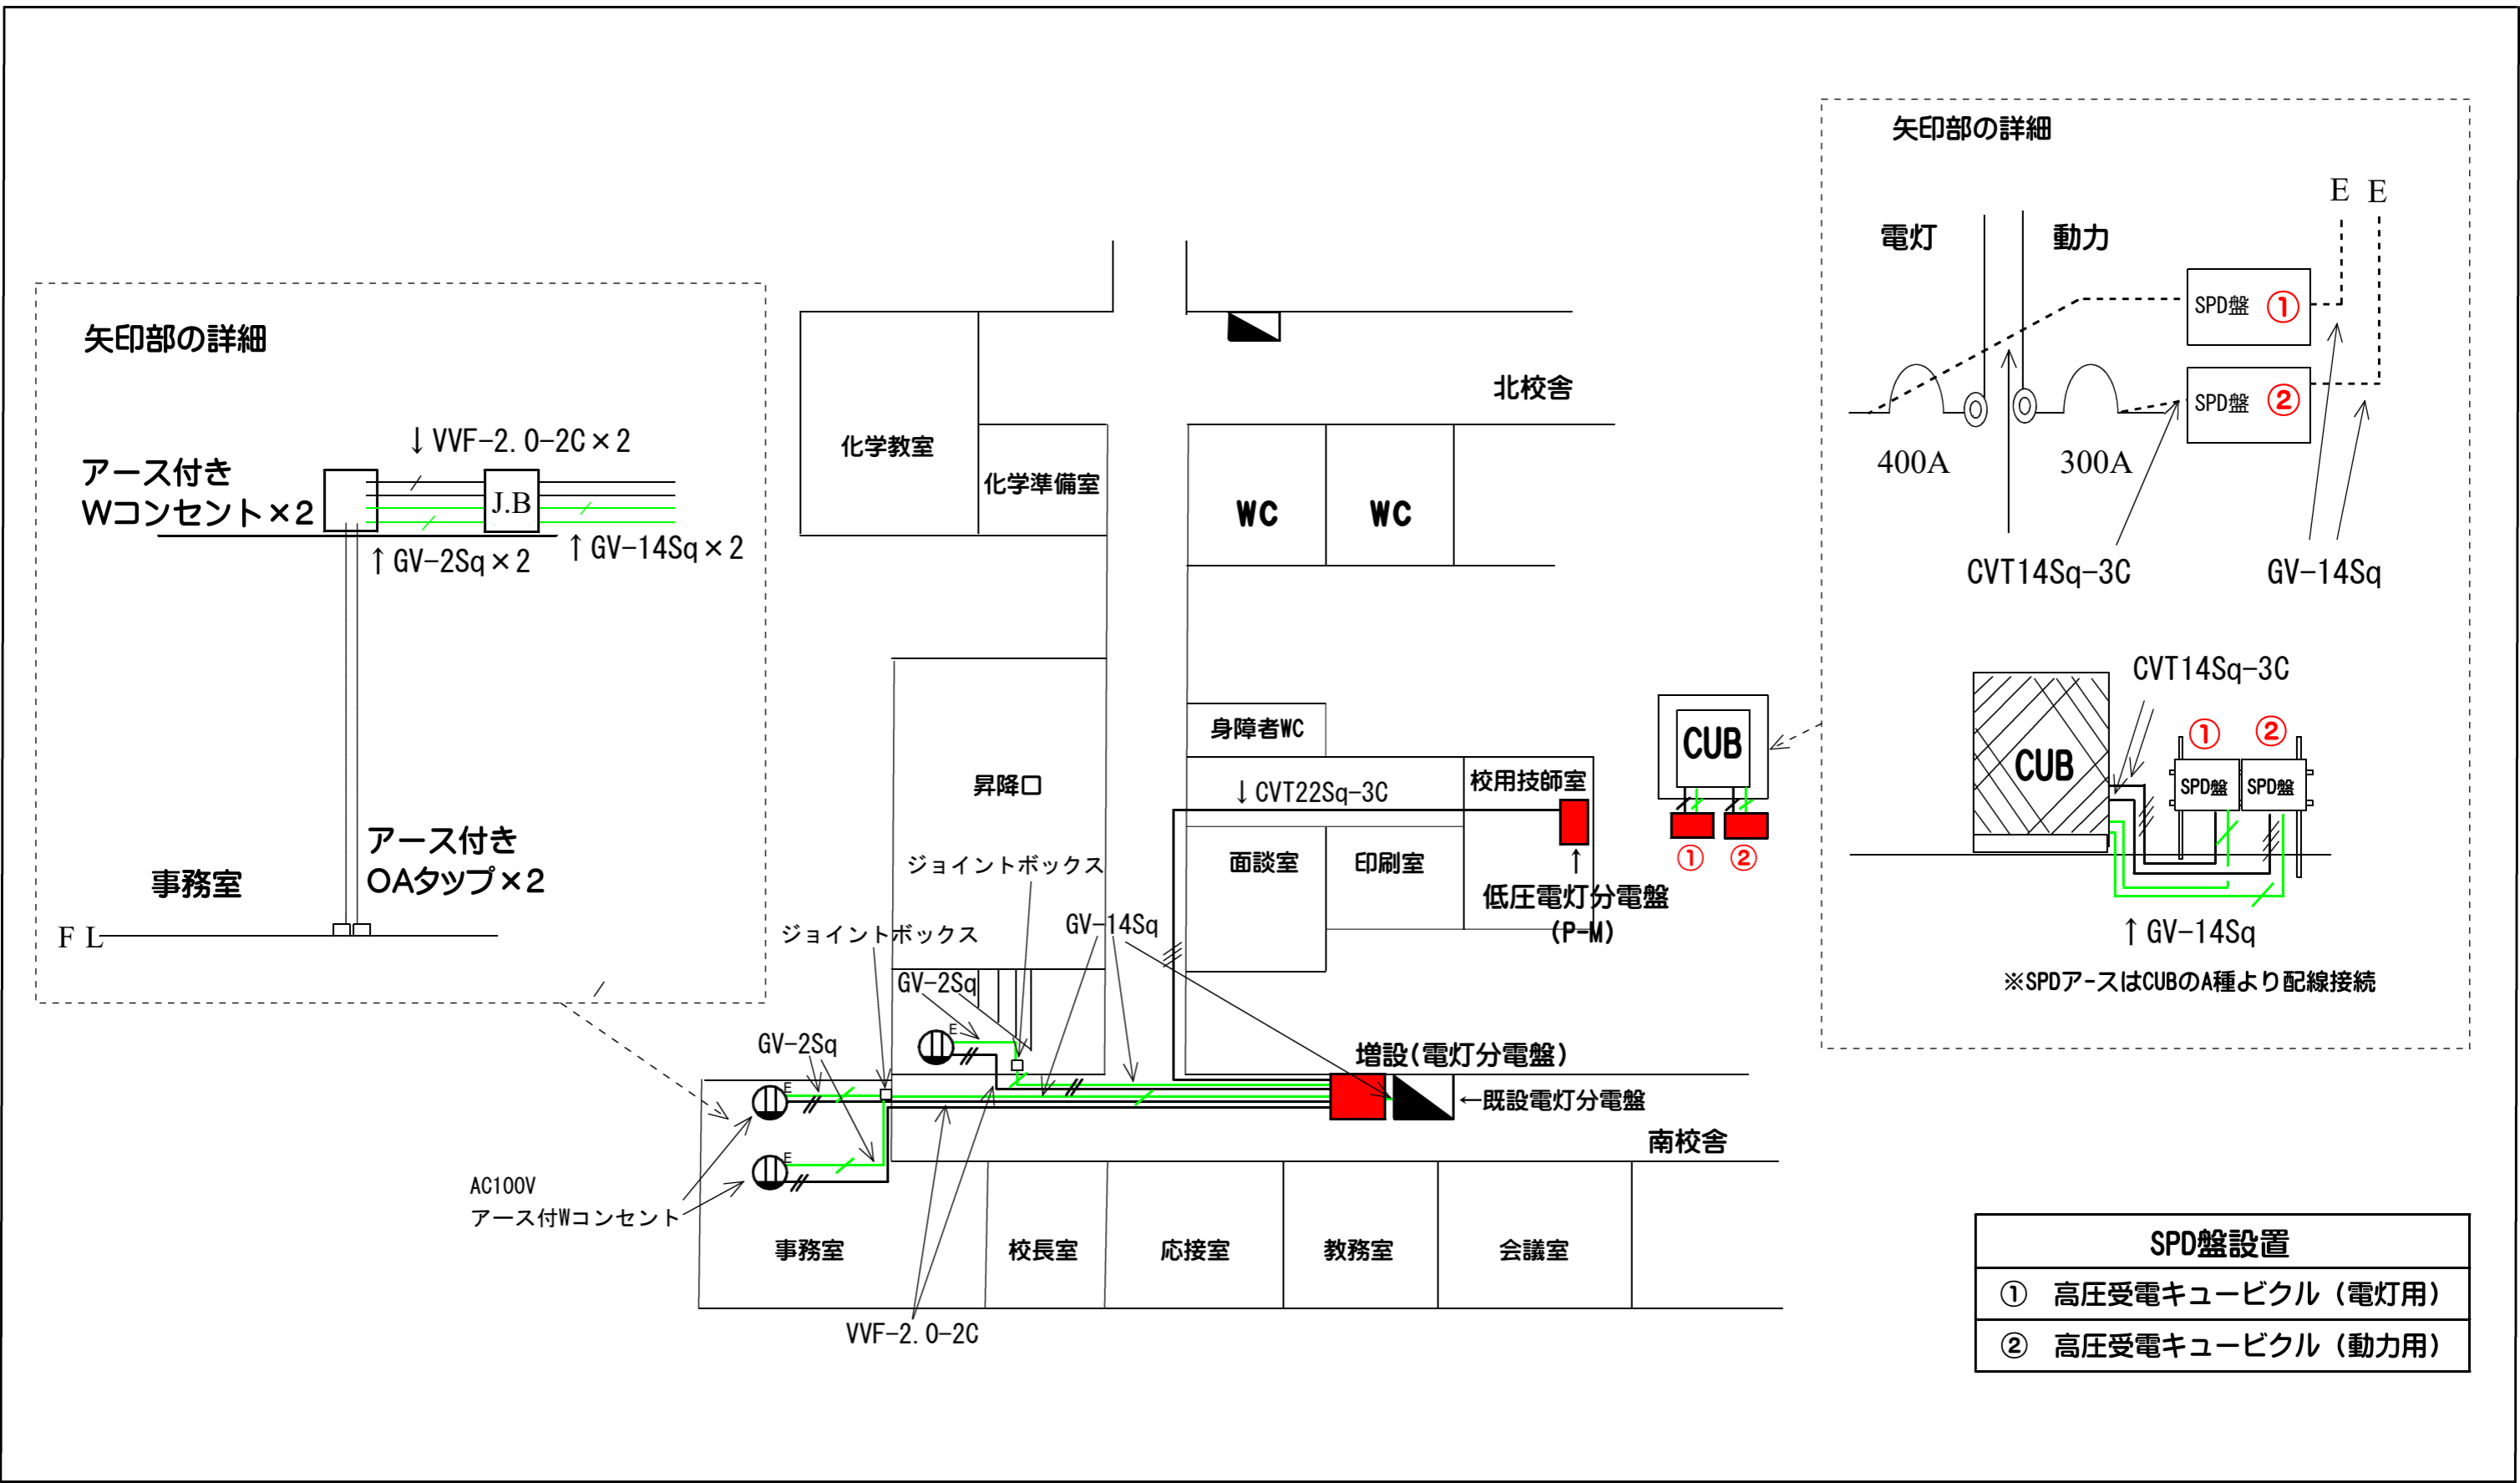 矢印部の詳細
↓VVF-2.0-2C×2
アース付き
Wコンセント×2
J.B
↑GV-2Sq×2
↑GV-14Sq×2
アース付き
OAタップ×2
事務室
F L
化学教室
化学準備室
北校舎
WC
WC
昇降口
身障者WC
↓CVT22Sq-3C
校用技師室
面談室
印刷室
↑
低圧電灯分電盤
(P-M)
CUB
①
②
ジョイントボックス
ジョイントボックス
GV-14Sq
GV-2Sq
GV-2Sq
E
E
E
増設(電灯分電盤)
←既設電灯分電盤
南校舎
AC100V
アース付Wコンセント
事務室
校長室
応接室
教務室
会議室
VVF-2.0-2C
矢印部の詳細
E E
電灯
動力
SPD盤 ①
SPD盤 ②
400A
300A
CVT14Sq-3C
GV-14Sq
CVT14Sq-3C
①
②
CUB
SPD盤
SPD盤
↑GV-14Sq
※SPDアースはCUBのA種より配線接続
SPD盤設置
① 高圧受電キュービクル（電灯用）
② 高圧受電キュービクル（動力用）